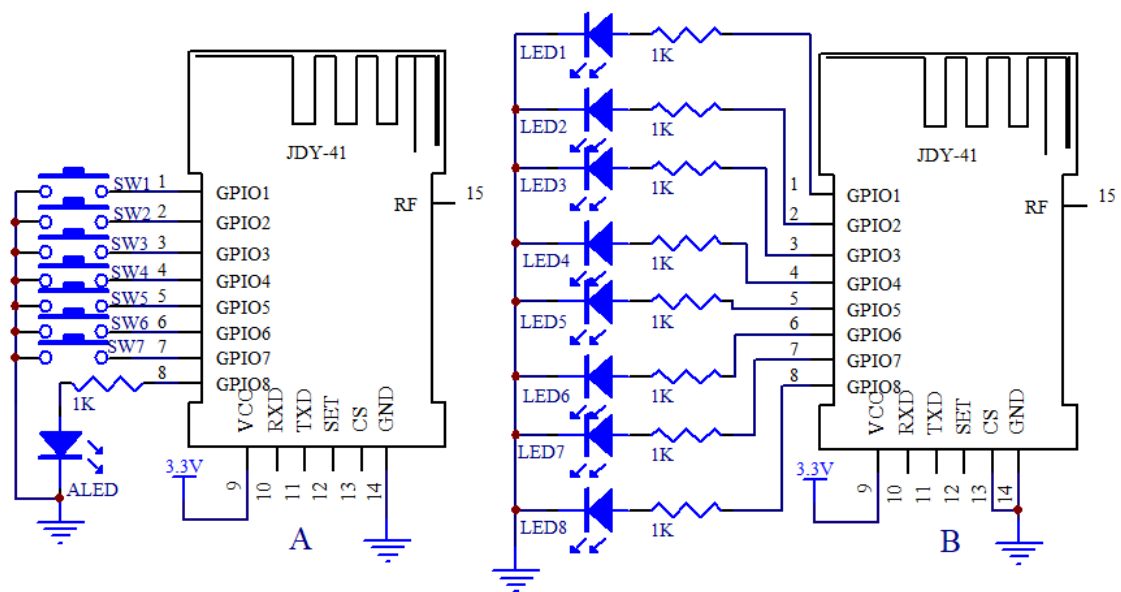 JDY-41
SW1 1 GPIO1
SW2 2 GPIO2
SW3 3 GPIO3
SW4 4 GPIO4
SW5 5 GPIO5
SW6 6 GPIO6
SW7 7 GPIO7
8 GPIO8
1K
RF 15
VCC RXD TXD SET CS GND
3.3V
9 10 11 12 13 14
ALED
A
LED1 1K
LED2 1K
LED3 1K
LED4 1K
LED5 1K
LED6 1K
LED7 1K
LED8 1K
JDY-41
1 GPIO1
2 GPIO2
3 GPIO3
4 GPIO4
5 GPIO5
6 GPIO6
7 GPIO7
8 GPIO8
RF 15
VCC RXD TXD SET CS GND
3.3V
9 10 11 12 13 14
B